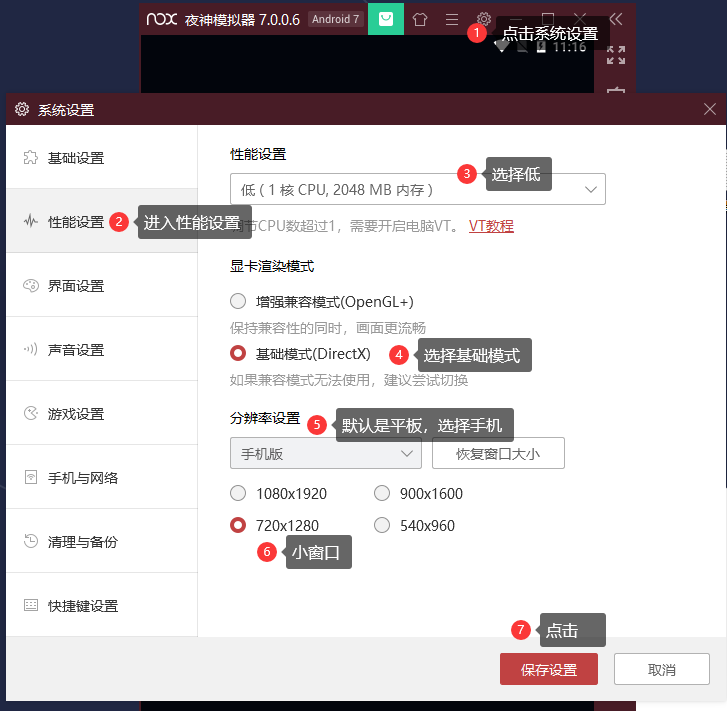 nox 夜神模拟器 7.0.0.6 Android 7
1 点击系统设置
11:16
系统设置
基础设置
性能设置 2 进入性能设置
界面设置
声音设置
游戏设置
手机与网络
清理与备份
快捷键设置
性能设置
低 ( 1 核 CPU, 2048 MB 内存 ) 3 选择低
节CPU数超过1，需要开启电脑VT。 VT教程
显卡渲染模式
增强兼容模式(OpenGL+)
保持兼容性的同时，画面更流畅
基础模式(DirectX) 4 选择基础模式
如果兼容模式无法使用，建议尝试切换
分辨率设置 5 默认是平板，选择手机
手机版 恢复窗口大小
1080x1920 900x1600
720x1280 540x960
6 小窗口
7 点击
保存设置 取消